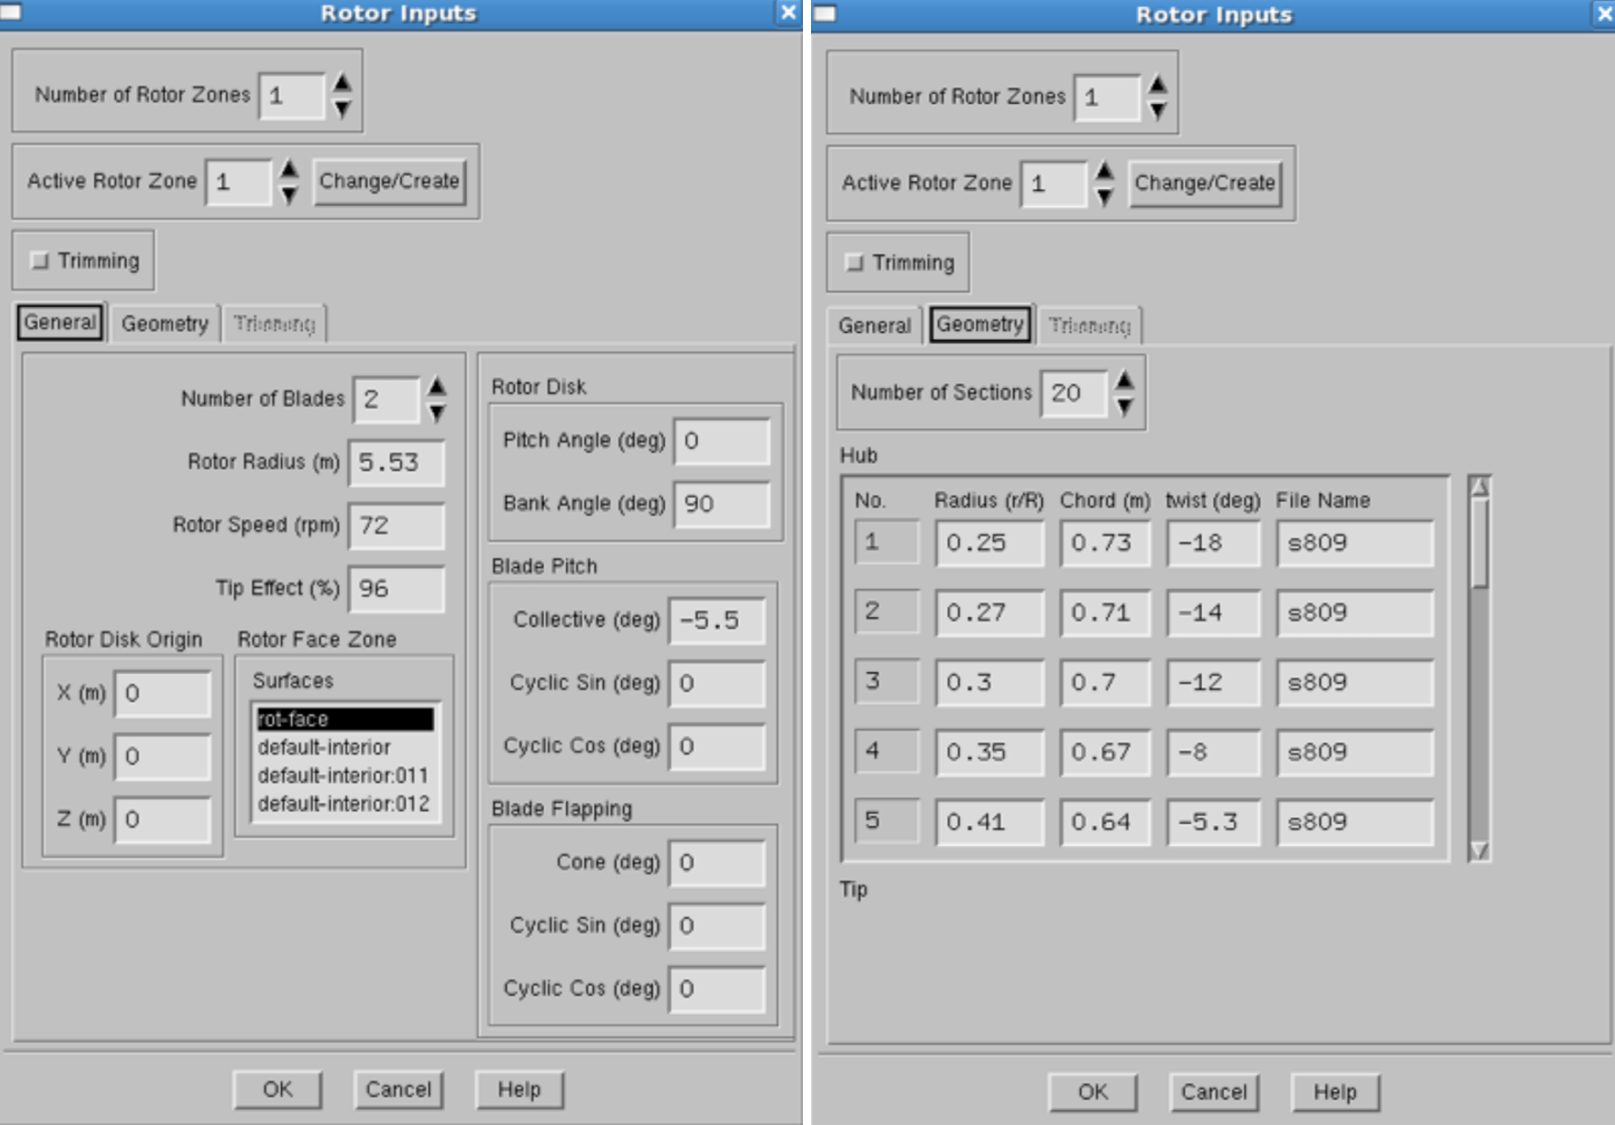 Rotor Inputs
Number of Rotor Zones 1
Active Rotor Zone 1 Change/Create
Trimming
General Geometry Trimming
Number of Blades 2
Rotor Radius (m) 5.53
Rotor Speed (rpm) 72
Tip Effect (%) 96
Rotor Disk Origin
X (m) 0
Y (m) 0
Z (m) 0
Rotor Face Zone
Surfaces
rot-face
default-interior
default-interior:011
default-interior:012
Rotor Disk
Pitch Angle (deg) 0
Bank Angle (deg) 90
Blade Pitch
Collective (deg) -5.5
Cyclic Sin (deg) 0
Cyclic Cos (deg) 0
Blade Flapping
Cone (deg) 0
Cyclic Sin (deg) 0
Cyclic Cos (deg) 0
OK Cancel Help
Rotor Inputs
Number of Rotor Zones 1
Active Rotor Zone 1 Change/Create
Trimming
General Geometry Trimming
Number of Sections 20
Hub
No. Radius (r/R) Chord (m) twist (deg) File Name
1 0.25 0.73 -18 s809
2 0.27 0.71 -14 s809
3 0.3 0.7 -12 s809
4 0.35 0.67 -8 s809
5 0.41 0.64 -5.3 s809
Tip
OK Cancel Help